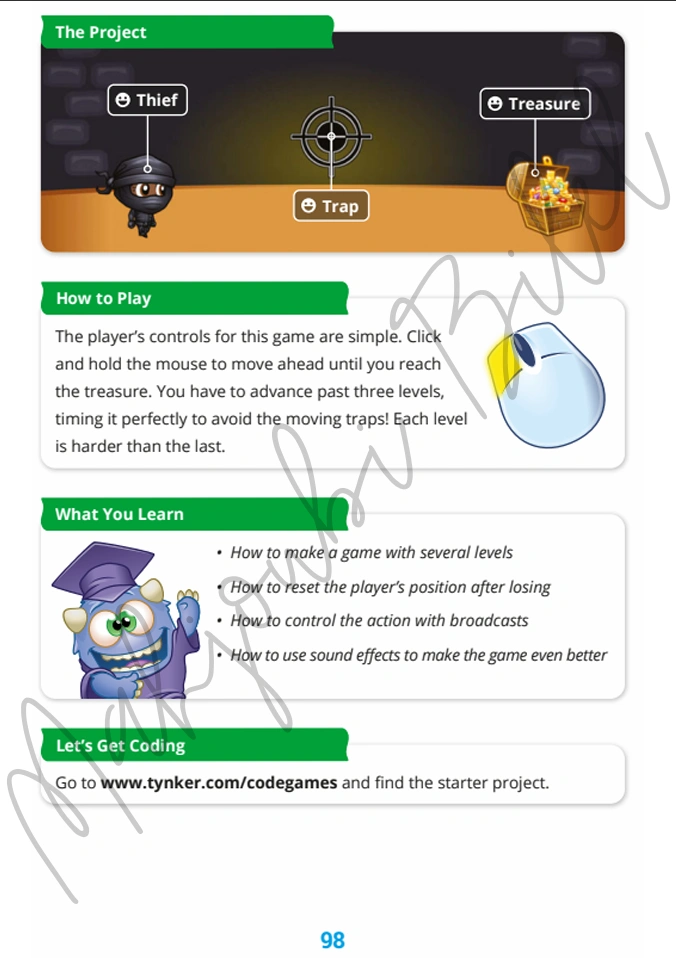 The Project
Thief
Treasure
Trap
How to Play
The player's controls for this game are simple. Click
and hold the mouse to move ahead until you reach
the treasure. You have to advance past three levels,
timing it perfectly to avoid the moving traps! Each level
is harder than the last.
What You Learn
• How to make a game with several levels
• How to reset the player's position after losing
• How to control the action with broadcasts
• How to use sound effects to make the game even better
Let's Get Coding
Go to www.tynker.com/codegames and find the starter project.
98